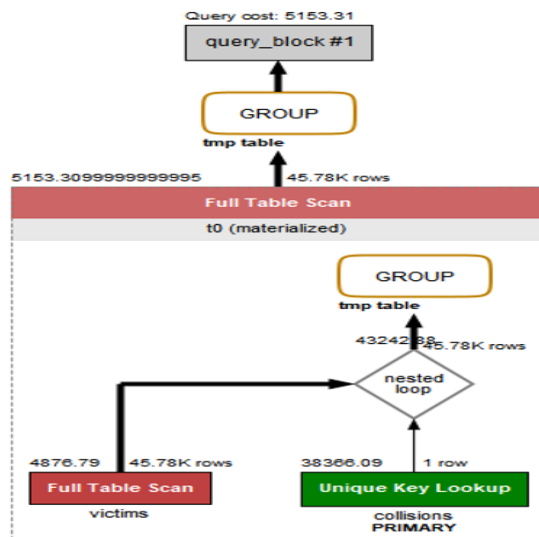 Query cost: 5153.31
query_block #1
GROUP
tmp table
5153.3099999999995 45.78K rows
Full Table Scan
t0 (materialized)
GROUP
tmp table
43242.88 45.78K rows
nested
loop
4876.79 45.78K rows 38366.09 1 row
Full Table Scan Unique Key Lookup
victims collisions
PRIMARY